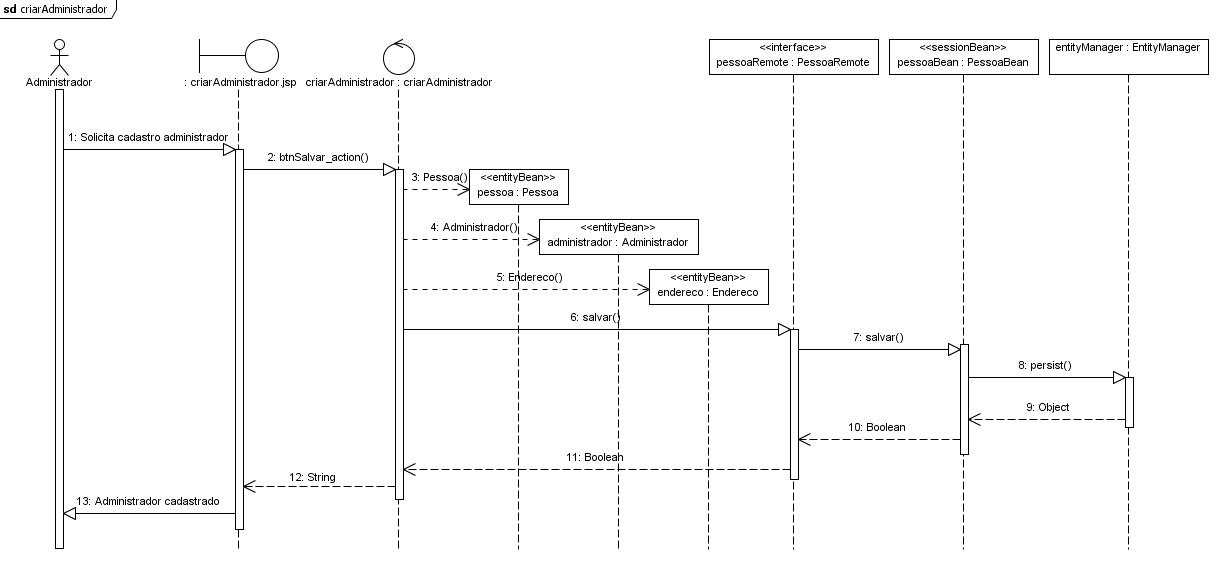 sd criarAdministrador
<<interface>>
pessoaRemote : PessoaRemote
<<sessionBean>>
pessoaBean : PessoaBean
entityManager : EntityManager
Administrador
: criarAdministrador.jsp
criarAdministrador : criarAdministrador
1: Solicita cadastro administrador
2: btnSalvar_action()
3: Pessoa()
<<entityBean>>
pessoa : Pessoa
4: Administrador()
<<entityBean>>
administrador : Administrador
5: Endereco()
<<entityBean>>
endereco : Endereco
6: salvar()
7: salvar()
8: persist()
9: Object
10: Boolean
11: Boolean
12: String
13: Administrador cadastrado